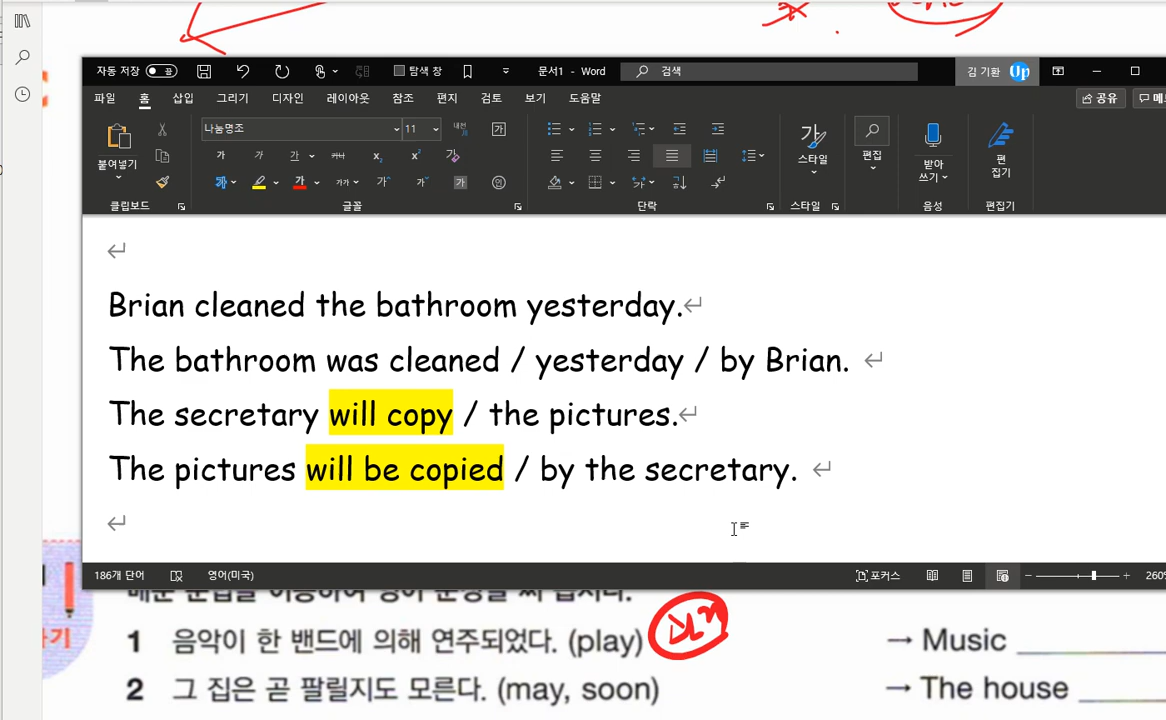 자동 저장 탐색 창 문서1 - Word 검색 김 기환 Up
파일 홈 삽입 그리기 디자인 레이아웃 참조 편지 검토 보기 도움말 공유
붙여넣기 나눔명조 11 스타일 편집 받아쓰기 편집기
클립보드 글꼴 단락 스타일 음성 편집기
Brian cleaned the bathroom yesterday.
The bathroom was cleaned / yesterday / by Brian.
The secretary will copy / the pictures.
The pictures will be copied / by the secretary.
186개 단어 영어(미국) 포커스 260%
1 음악이 한 밴드에 의해 연주되었다. (play) → Music
2 그 집은 곧 팔릴지도 모른다. (may, soon) → The house